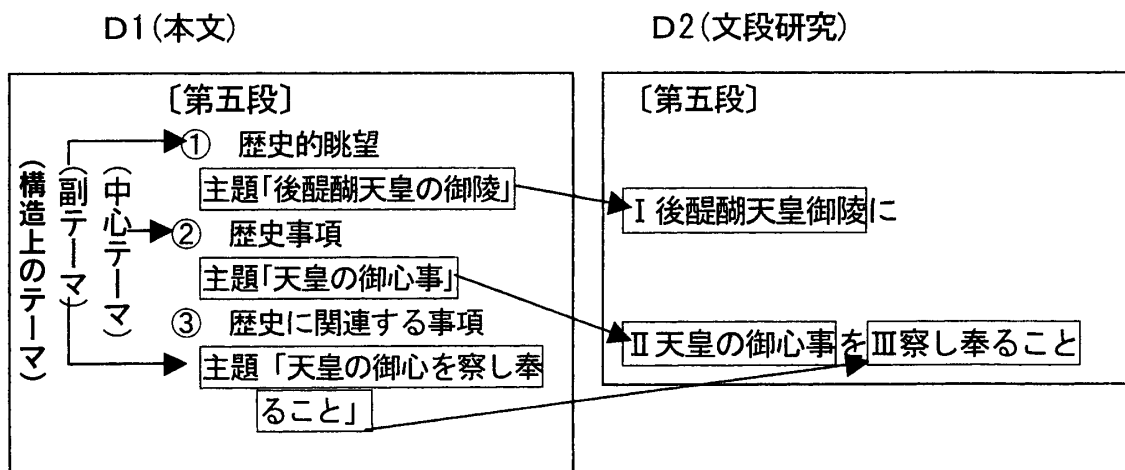 D1(本文)
D2(文段研究)
〔第五段〕
① 歴史的眺望
主題「後醍醐天皇の御陵」
② 歴史事項
主題「天皇の御心事」
③ 歴史に関連する事項
主題「天皇の御心を察し奉
ること」
(中心テーマ)
(副テーマ)
(構造上のテーマ)
〔第五段〕
Ⅰ後醍醐天皇御陵に
Ⅱ天皇の御心事をⅢ察し奉ること